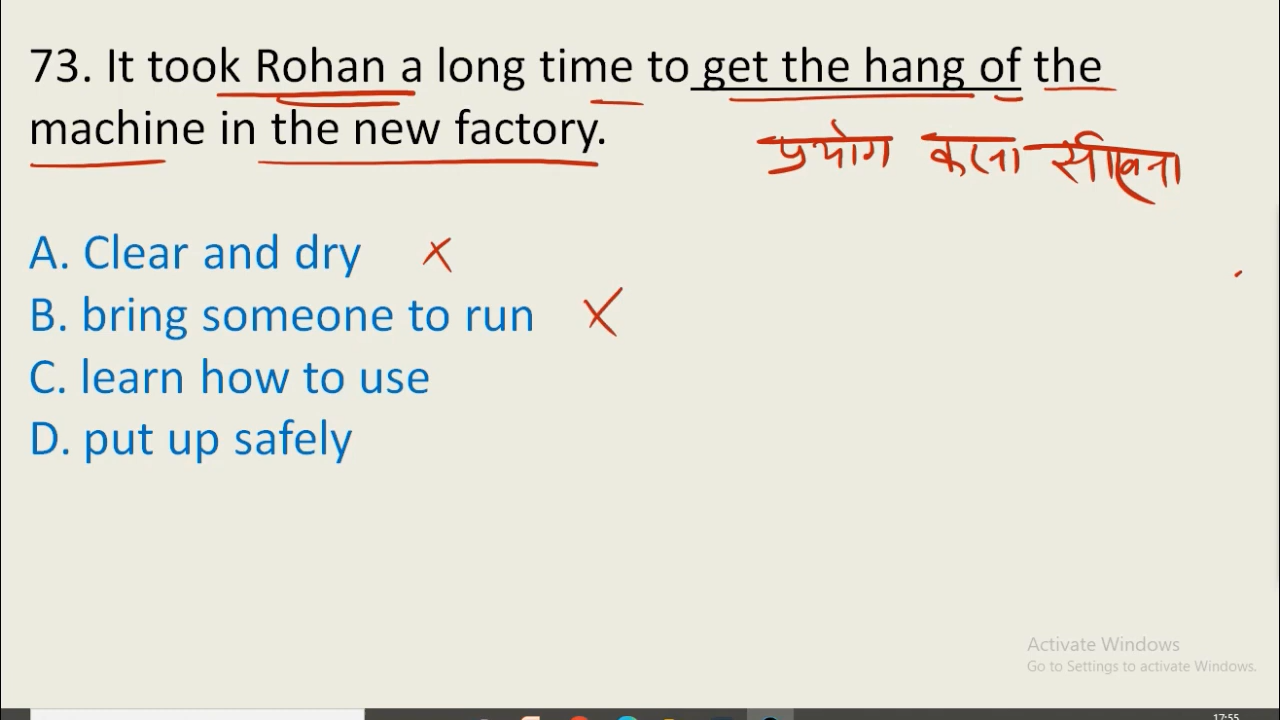 73. It took Rohan a long time to get the hang of the
machine in the new factory.
प्रयोग करना सीखना
A. Clear and dry
B. bring someone to run
C. learn how to use
D. put up safely
Activate Windows
Go to Settings to activate Windows.
17:55